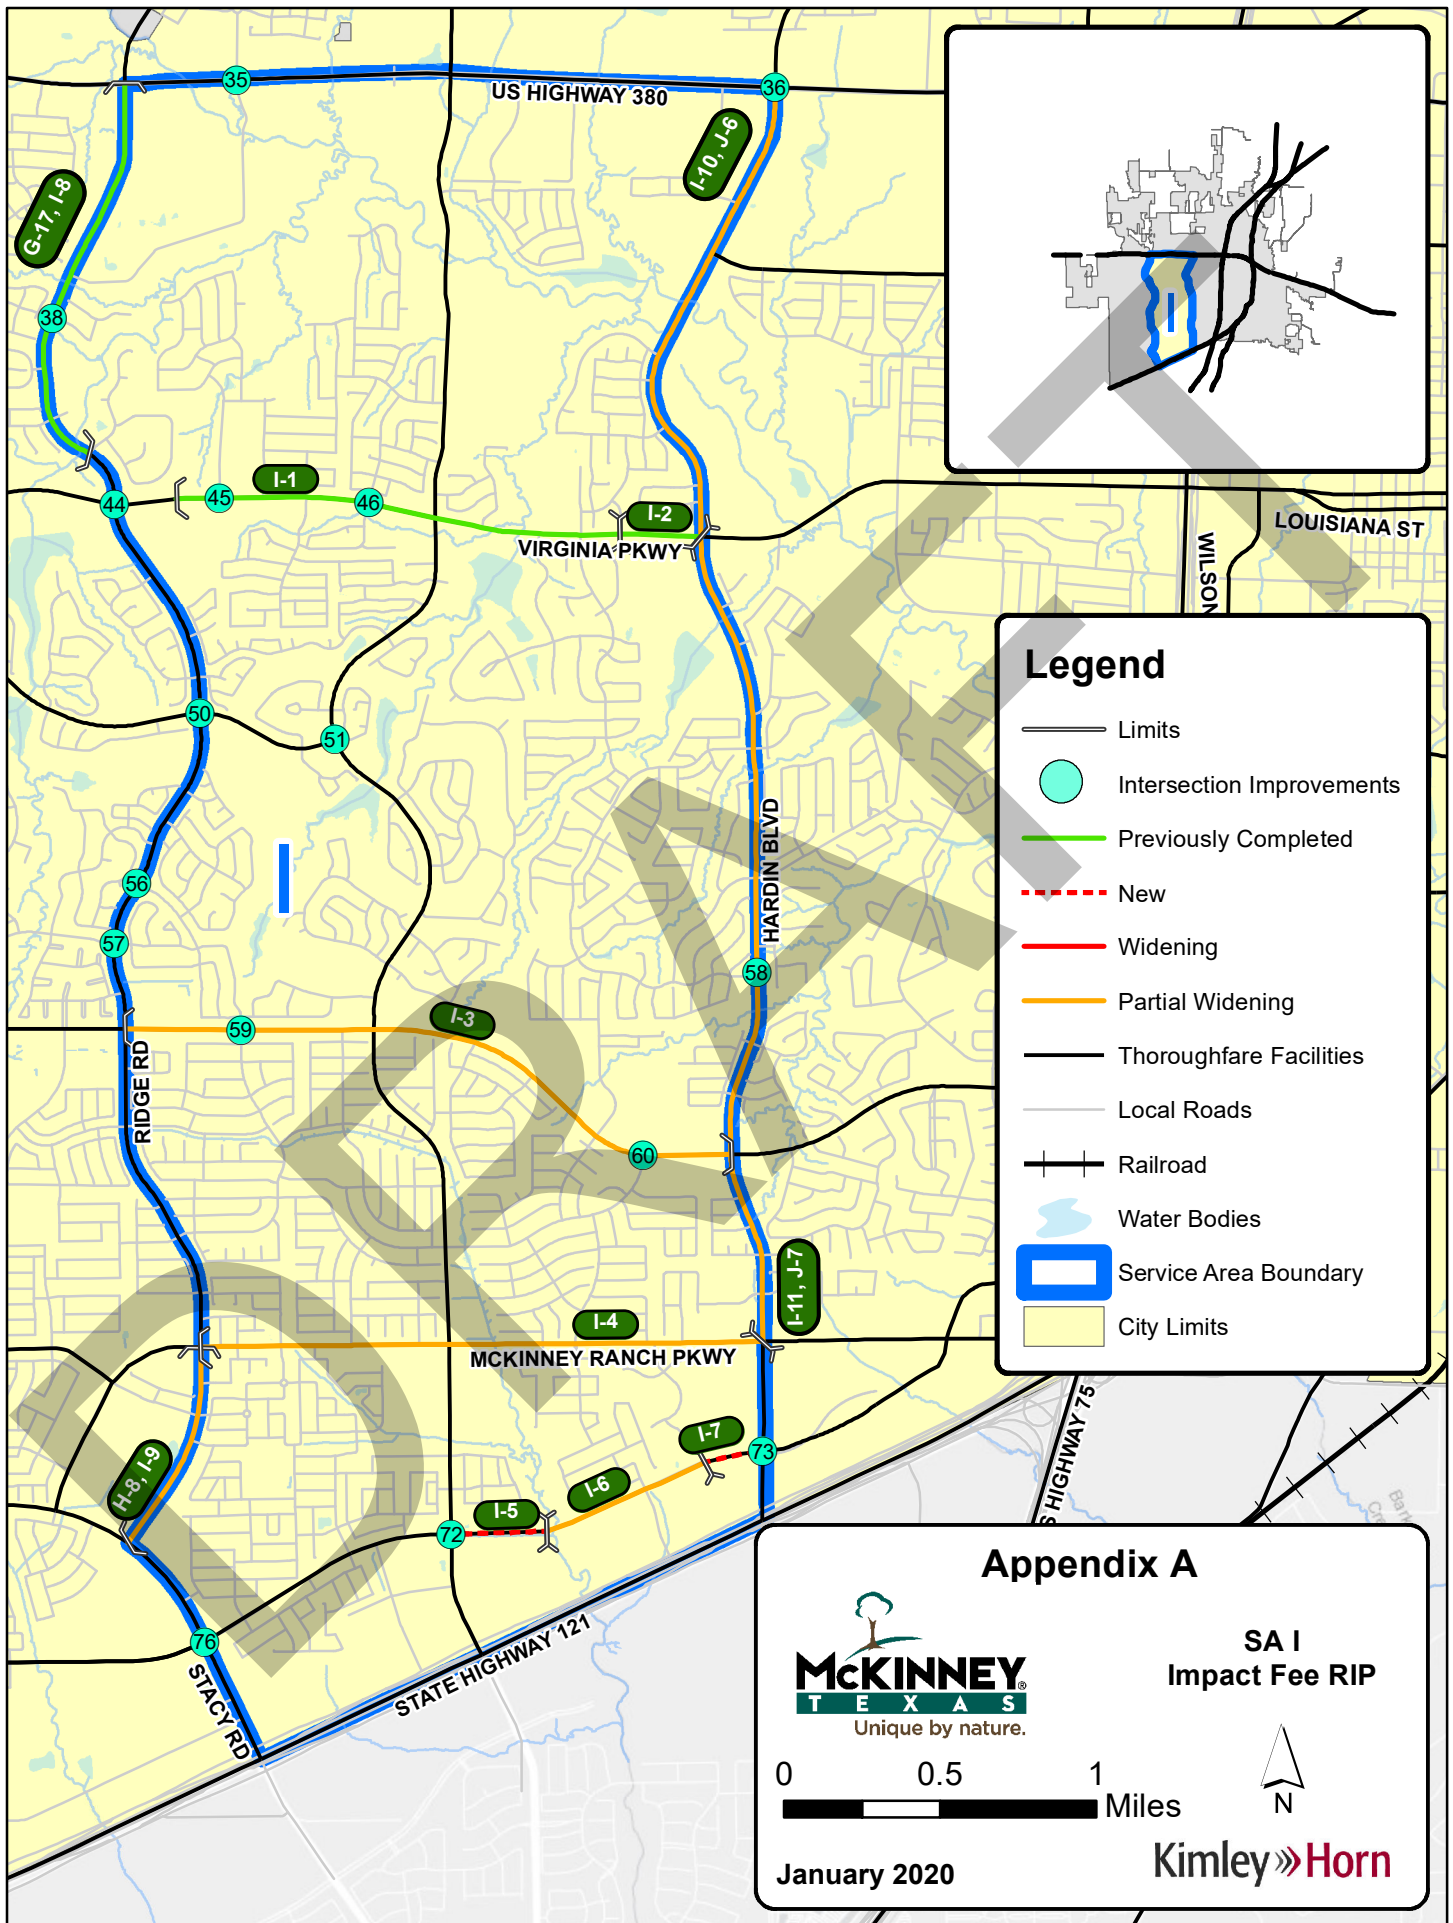 35
36
US HIGHWAY 380
I-10, J-6
G-17, I-8
38
I-1
45
46
44
I-2
VIRGINIA PKWY
LOUISIANA ST
WILSON
50
51
I
56
57
HARDIN BLVD
58
I-3
59
RIDGE RD
60
I-11, J-7
I-4
MCKINNEY RANCH PKWY
I-7
73
H-8, I-9
I-6
I-5
72
S HIGHWAY 75
76
STACY RD
STATE HIGHWAY 121
DRAFT
I
Legend
Limits
Intersection Improvements
Previously Completed
New
Widening
Partial Widening
Thoroughfare Facilities
Local Roads
Railroad
Water Bodies
Service Area Boundary
City Limits
Appendix A
McKINNEY®
TEXAS
Unique by nature.
SA I
Impact Fee RIP
0 0.5 1
Miles
N
January 2020
Kimley»Horn